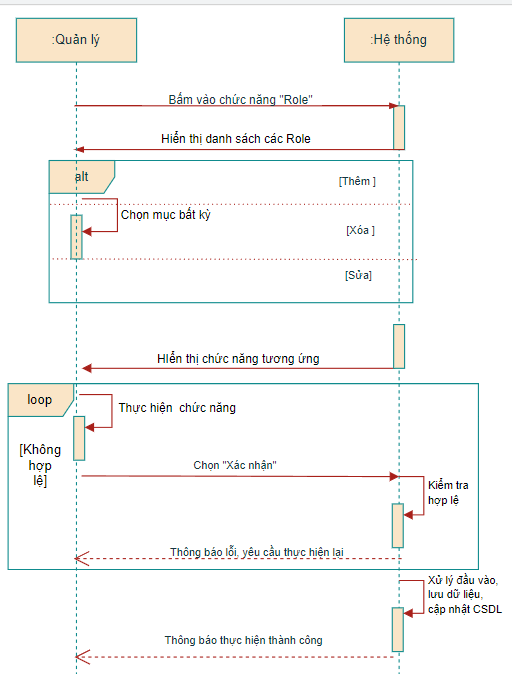 :Quản lý
:Hệ thống
Bấm vào chức năng "Role"
Hiển thị danh sách các Role
alt
[Thêm ]
Chọn mục bất kỳ
[Xóa ]
[Sửa]
HIển thị chức năng tương ứng
loop
Thực hiện chức năng
[Không
hợp
lệ]
Chọn "Xác nhận"
Kiểm tra
hợp lệ
Thông báo lỗi, yêu cầu thực hiện lại
Xử lý đầu vào,
lưu dữ liệu,
cập nhật CSDL
Thông báo thực hiện thành công